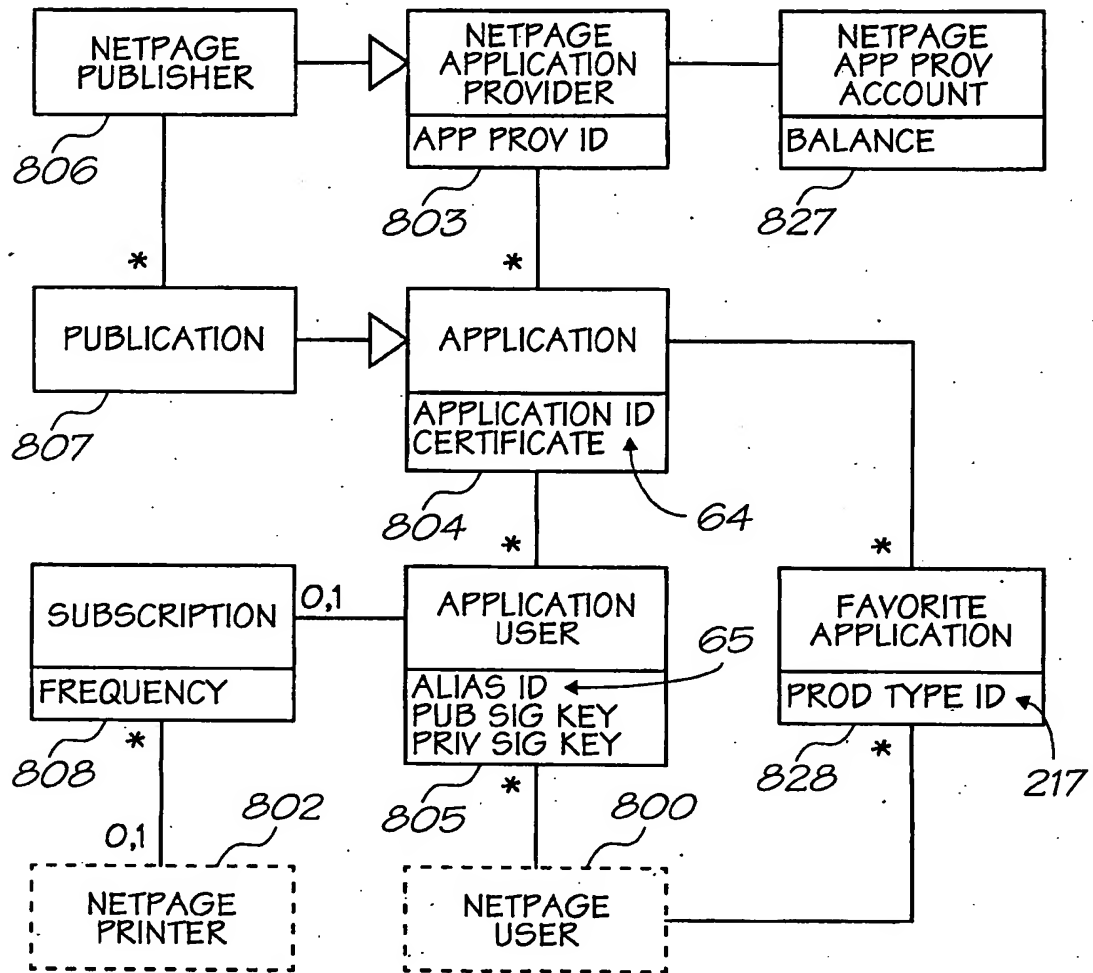 NETPAGE
PUBLISHER
806
NETPAGE
APPLICATION
PROVIDER
APP PROV ID
803
NETPAGE
APP PROV
ACCOUNT
BALANCE
827
*
*
PUBLICATION
807
APPLICATION
APPLICATION ID
CERTIFICATE
804
64
*
*
SUBSCRIPTION
FREQUENCY
808
0,1
APPLICATION
USER
ALIAS ID
PUB SIG KEY
PRIV SIG KEY
805
65
FAVORITE
APPLICATION
PROD TYPE ID
828
217
*
*
*
0,1
802
NETPAGE
PRINTER
800
NETPAGE
USER